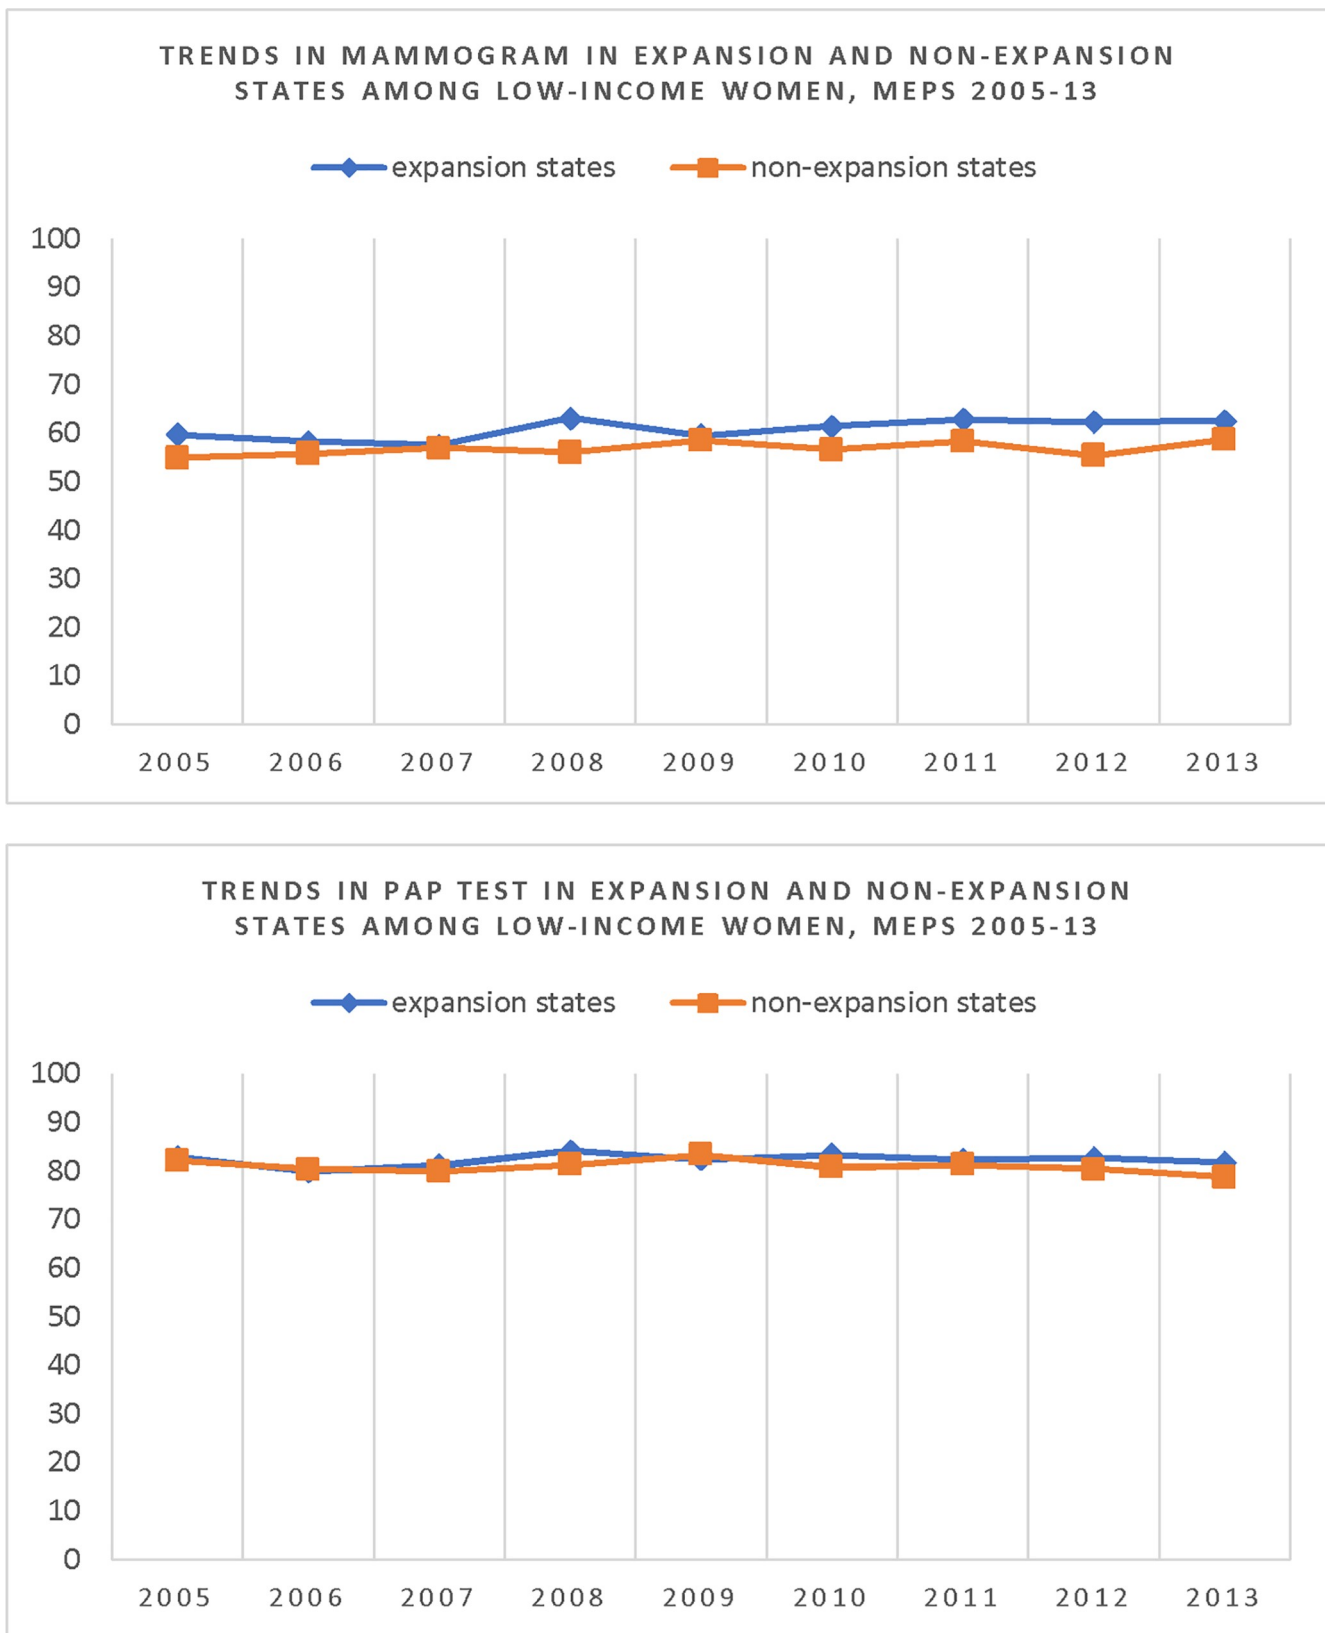 TRENDS IN MAMMOGRAM IN EXPANSION AND NON-EXPANSION
STATES AMONG LOW-INCOME WOMEN, MEPS 2005-13
expansion states non-expansion states
100
90
80
70
60
50
40
30
20
10
0
2005 2006 2007 2008 2009 2010 2011 2012 2013
TRENDS IN PAP TEST IN EXPANSION AND NON-EXPANSION
STATES AMONG LOW-INCOME WOMEN, MEPS 2005-13
expansion states non-expansion states
100
90
80
70
60
50
40
30
20
10
0
2005 2006 2007 2008 2009 2010 2011 2012 2013